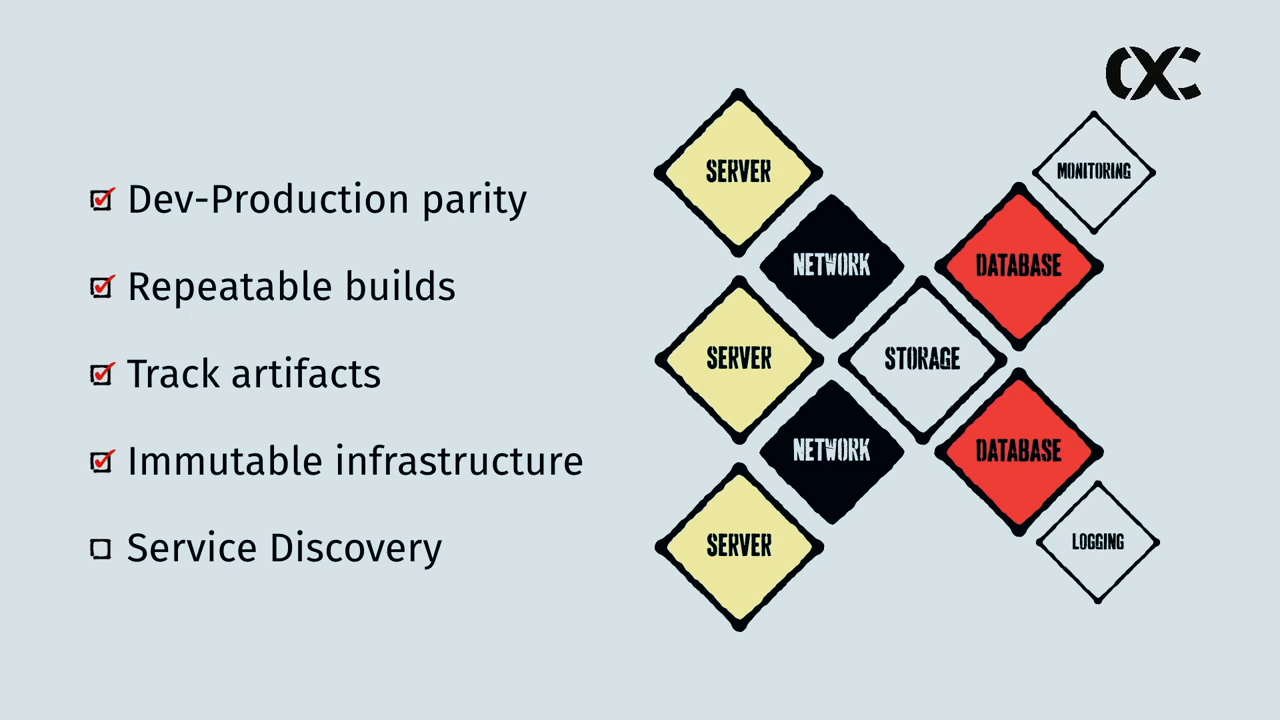 Dev-Production parity
Repeatable builds
Track artifacts
Immutable infrastructure
Service Discovery
CXC
SERVER
MONITORING
NETWORK
DATABASE
SERVER
STORAGE
NETWORK
DATABASE
SERVER
LOGGING